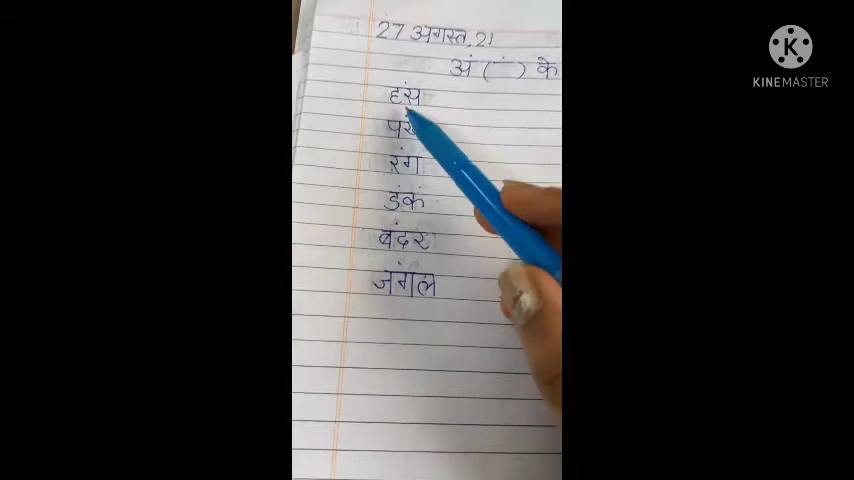 27 अगस्त, 21
अं ( ं ) के
हंस
रंग
डंक
बंदर
जंगल
KINEMASTER